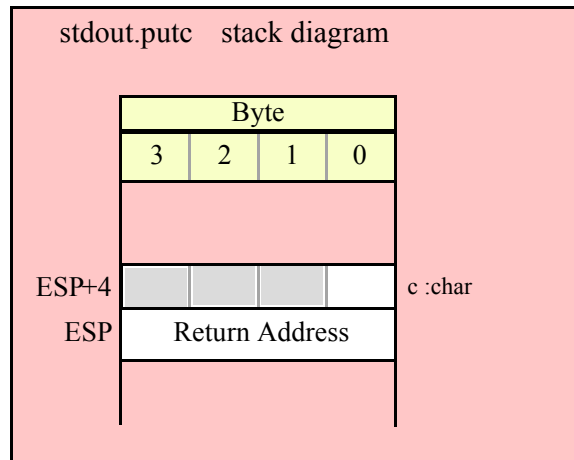 stdout.putc stack diagram
Byte
3 2 1 0
ESP+4 c :char
ESP Return Address